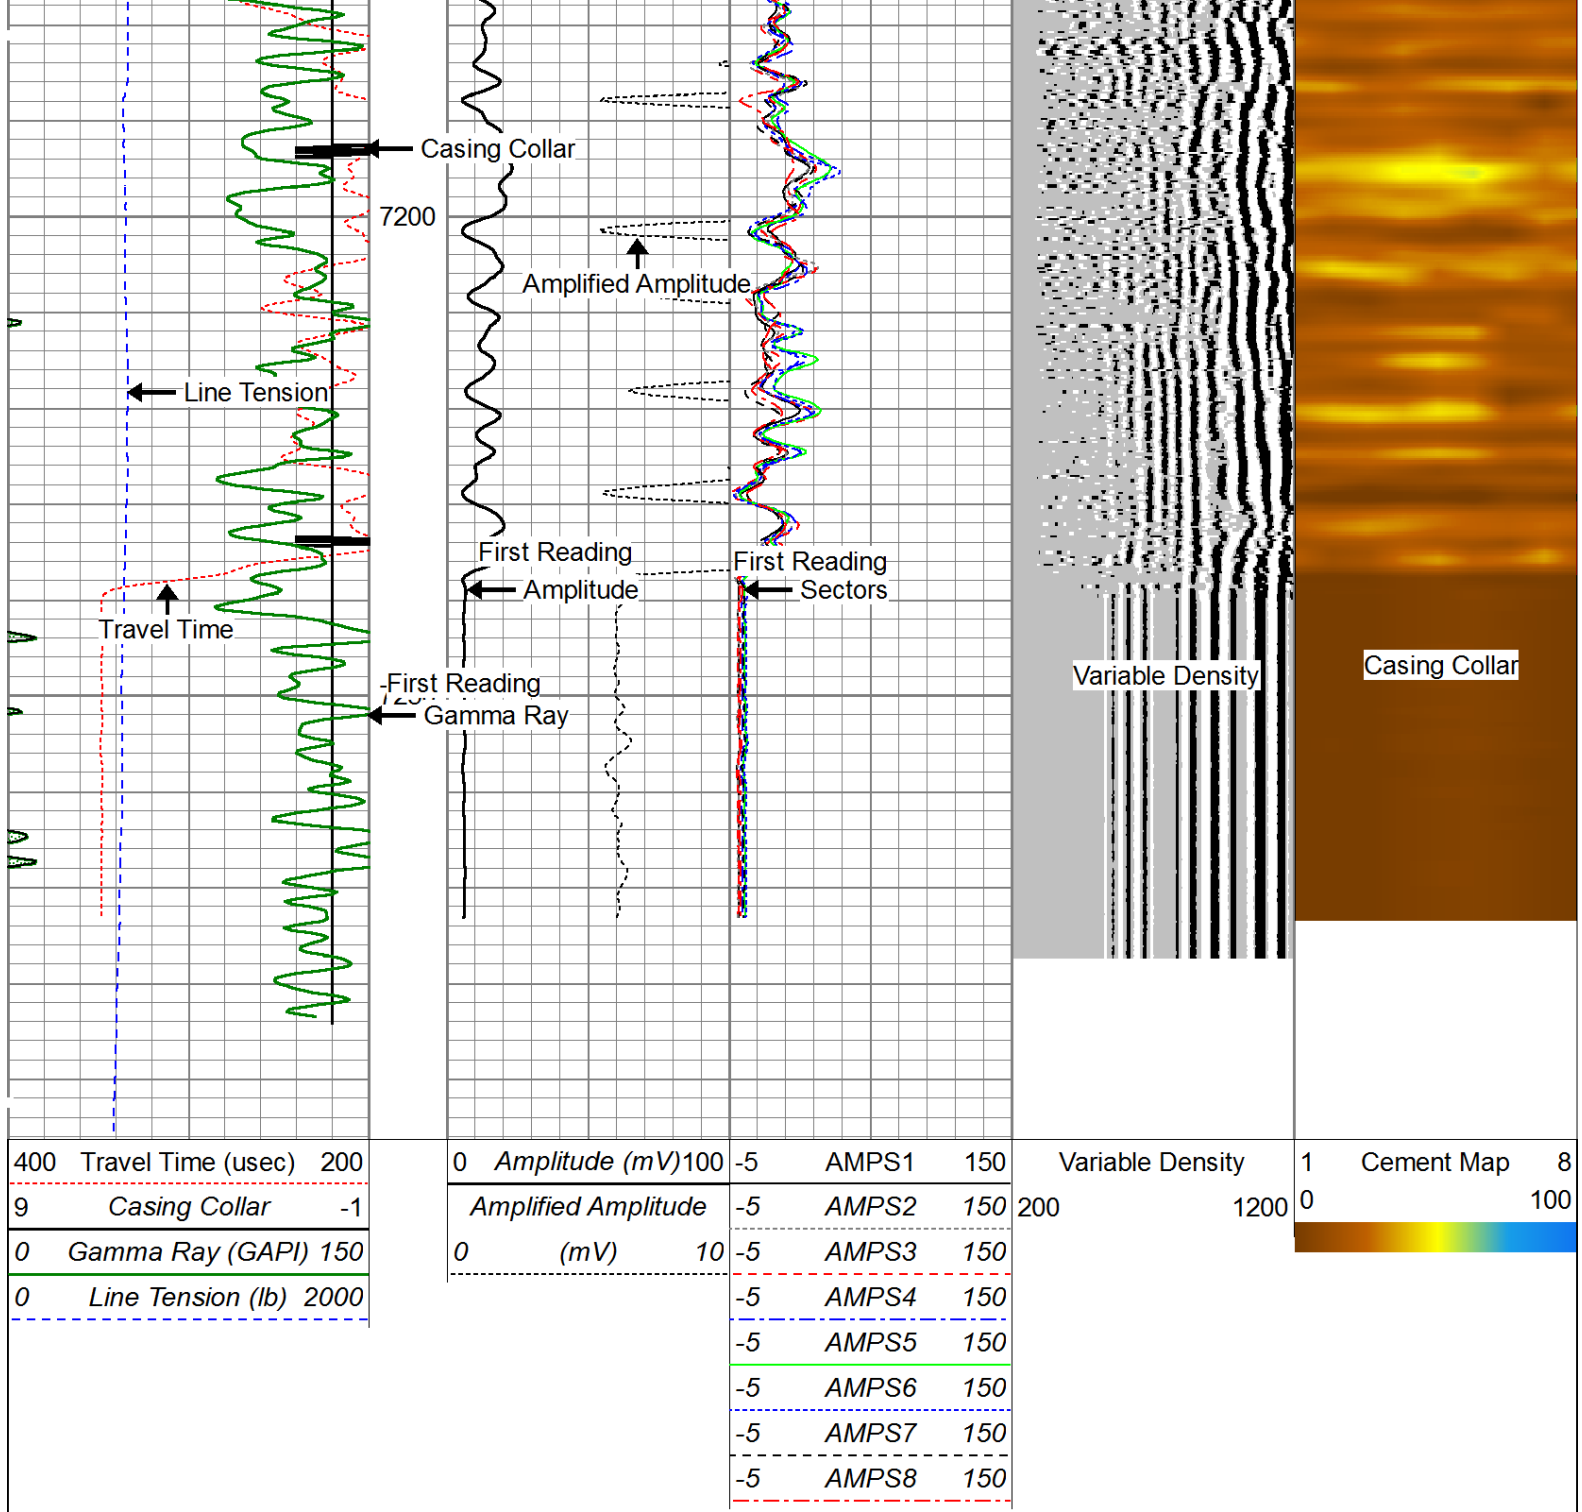 Casing Collar
7200
Amplified Amplitude
Line Tension
First Reading
Amplitude
First Reading
Sectors
Travel Time
Casing Collar
Variable Density
First Reading
Gamma Ray
400 Travel Time (usec) 200
9 Casing Collar -1
0 Gamma Ray (GAPI) 150
0 Line Tension (lb) 2000
0 Amplitude (mV) 100
Amplified Amplitude
0 (mV) 10
-5 AMPS1 150
-5 AMPS2 150
-5 AMPS3 150
-5 AMPS4 150
-5 AMPS5 150
-5 AMPS6 150
-5 AMPS7 150
-5 AMPS8 150
Variable Density
200 1200
1 Cement Map 8
0 100